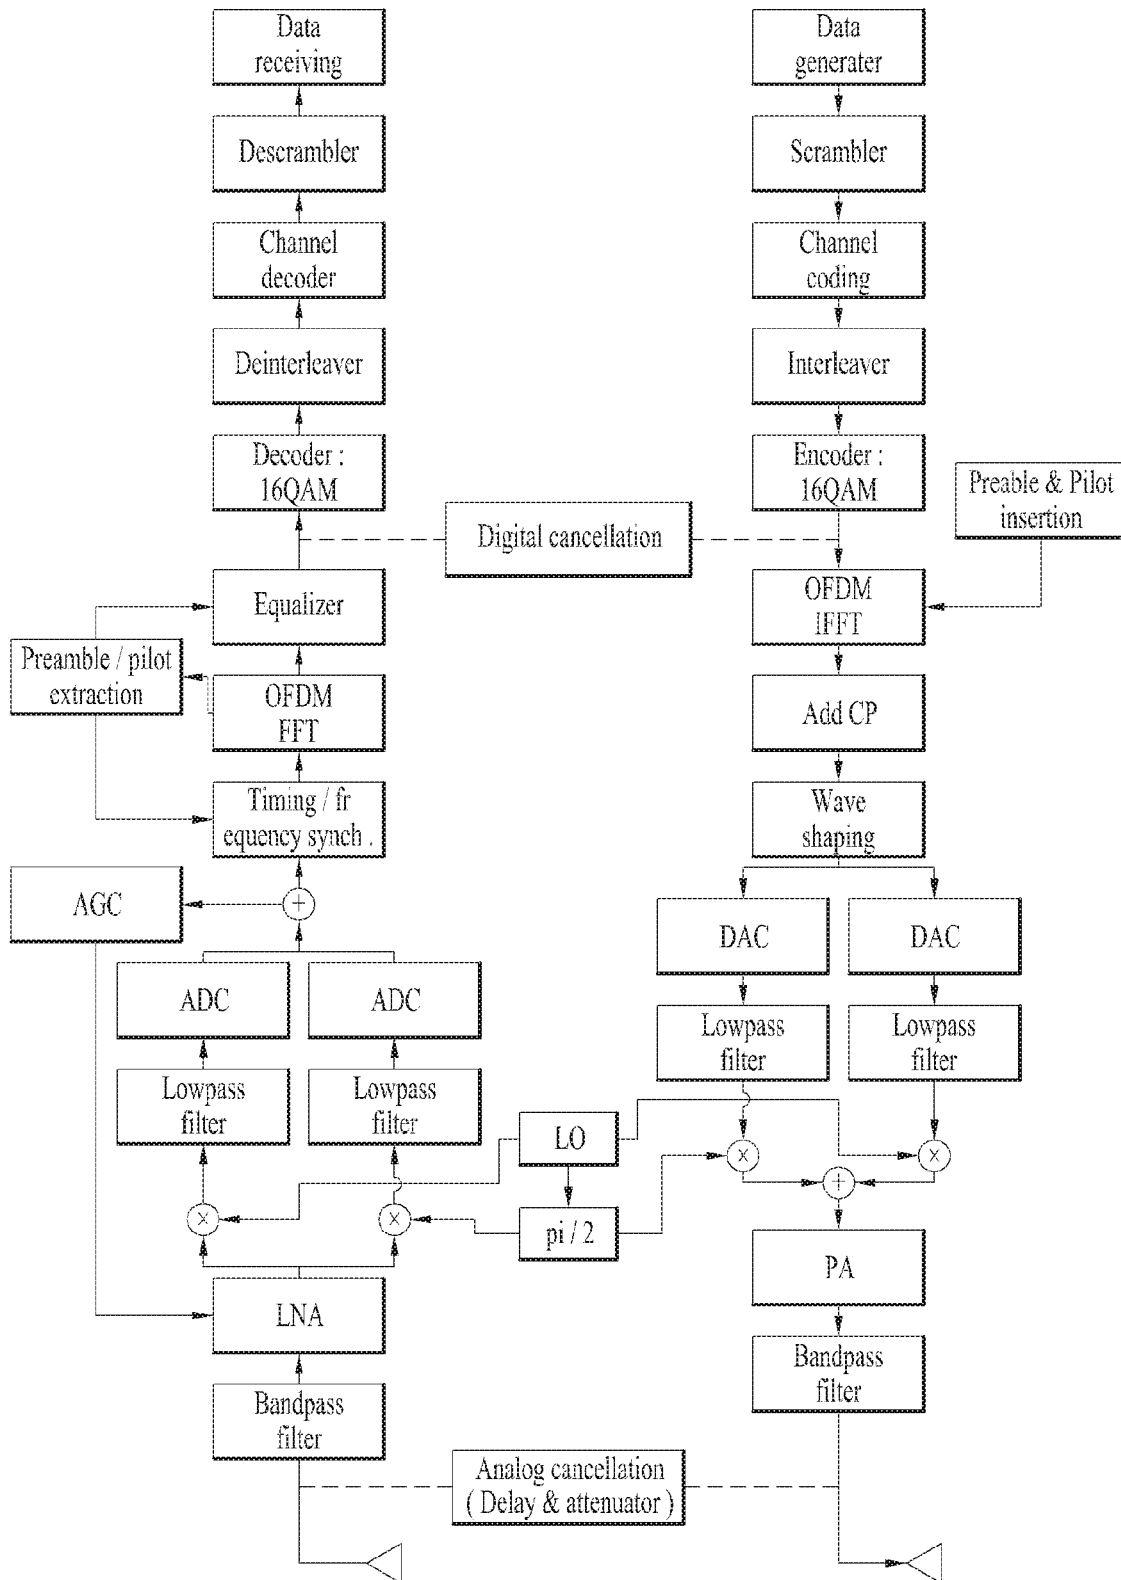 Data
receiving
Data
generater
Descrambler
Scrambler
Channel
decoder
Channel
coding
Deinterleaver
Interleaver
Decoder :
16QAM
Encoder :
16QAM
Preable & Pilot
insertion
Digital cancellation
Equalizer
OFDM
IFFT
Preamble / pilot
extraction
OFDM
FFT
Add CP
Timing / fr
equency synch .
Wave
shaping
AGC
+
DAC
DAC
ADC
ADC
Lowpass
filter
Lowpass
filter
Lowpass
filter
Lowpass
filter
LO
×
×
+
×
×
pi / 2
PA
LNA
Bandpass
filter
Bandpass
filter
Analog cancellation
( Delay & attenuator )